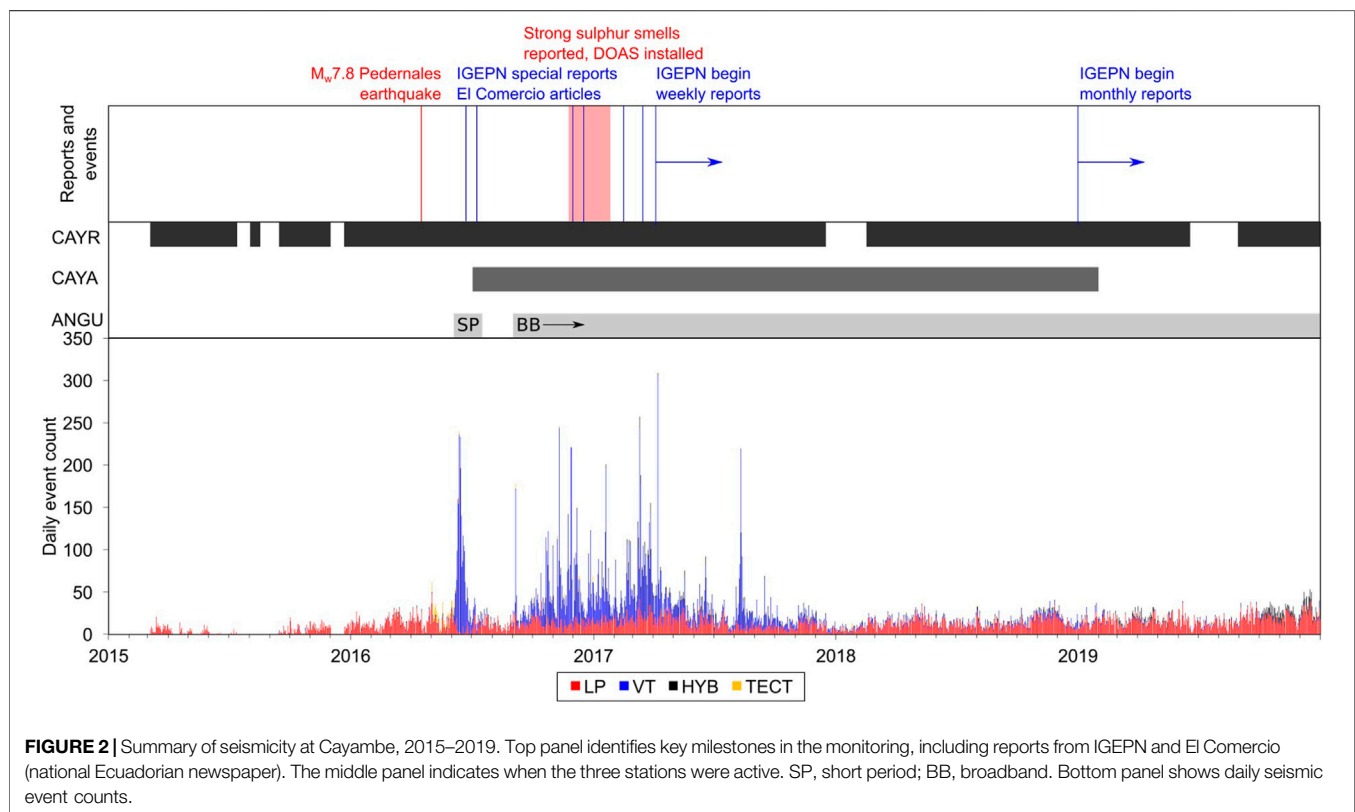 Strong sulphur smells
reported, DOAS installed
Mw7.8 Pedernales
earthquake
IGEPN special reports
El Comercio articles
IGEPN begin
weekly reports
IGEPN begin
monthly reports
Reports and
events
CAYR
CAYA
ANGU
SP
BB
Daily event count
350
300
250
200
150
100
50
0
2015
2016
2017
2018
2019
LP VT HYB TECT
FIGURE 2 | Summary of seismicity at Cayambe, 2015–2019. Top panel identifies key milestones in the monitoring, including reports from IGEPN and El Comercio
(national Ecuadorian newspaper). The middle panel indicates when the three stations were active. SP, short period; BB, broadband. Bottom panel shows daily seismic
event counts.